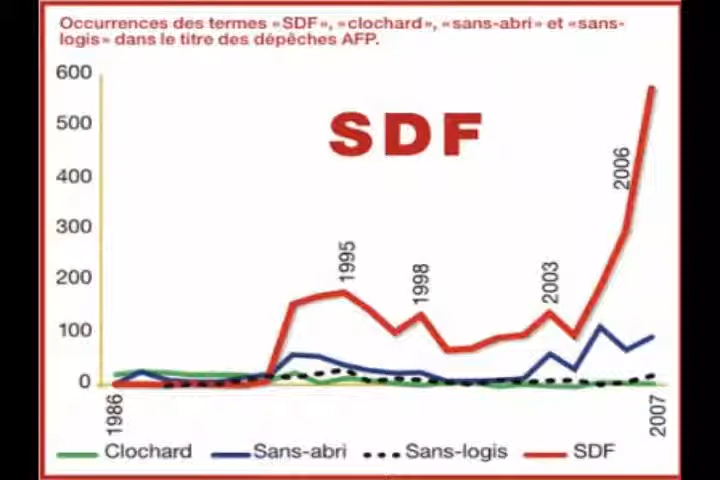 Occurrences des termes «SDF», «clochard», «sans-abri» et «sans-
logis» dans le titre des dépêches AFP.
600
500
400
300
200
100
0
SDF
1995
1998
2003
2006
1986
2007
Clochard
Sans-abri
Sans-logis
SDF